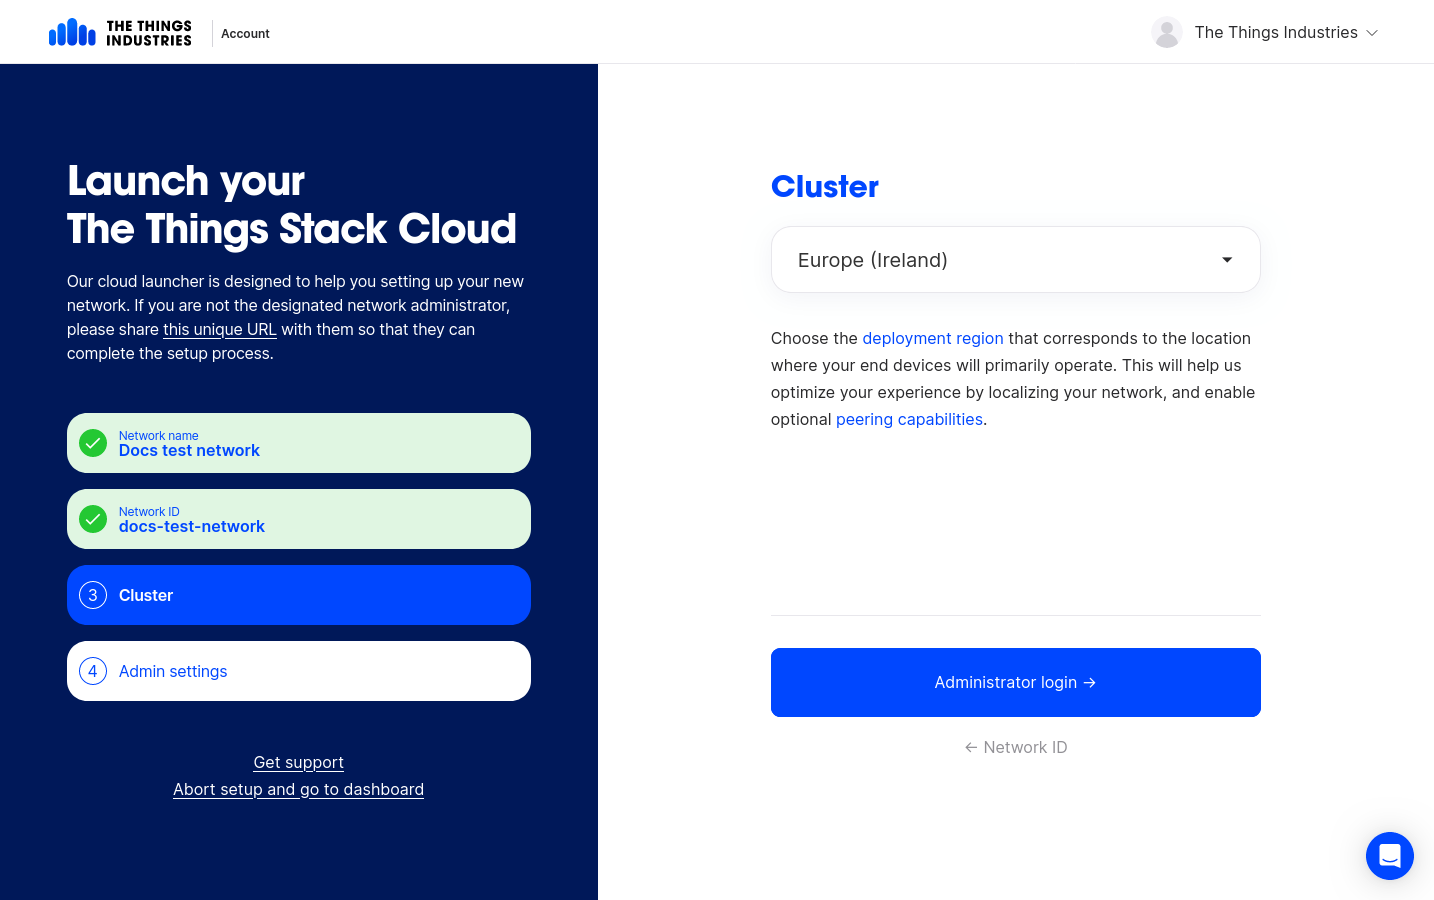 THE THINGS
INDUSTRIES
Account
The Things Industries
Launch your
The Things Stack Cloud
Our cloud launcher is designed to help you setting up your new
network. If you are not the designated network administrator,
please share this unique URL with them so that they can
complete the setup process.
Network name
Docs test network
Network ID
docs-test-network
3 Cluster
4 Admin settings
Get support
Abort setup and go to dashboard
Cluster
Europe (Ireland)
Choose the deployment region that corresponds to the location
where your end devices will primarily operate. This will help us
optimize your experience by localizing your network, and enable
optional peering capabilities.
Administrator login →
← Network ID